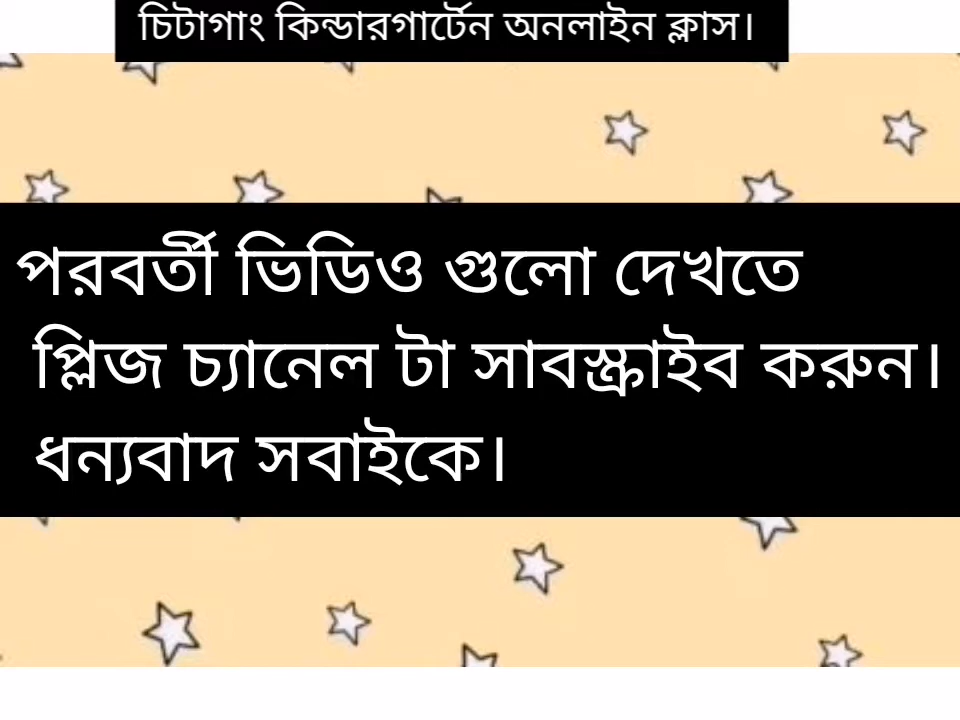 চিটাগাং কিন্ডারগার্টেন অনলাইন ক্লাস।
পরবর্তী ভিডিও গুলো দেখতে
প্লিজ চ্যানেল টা সাবস্ক্রাইব করুন।
ধন্যবাদ সবাইকে।